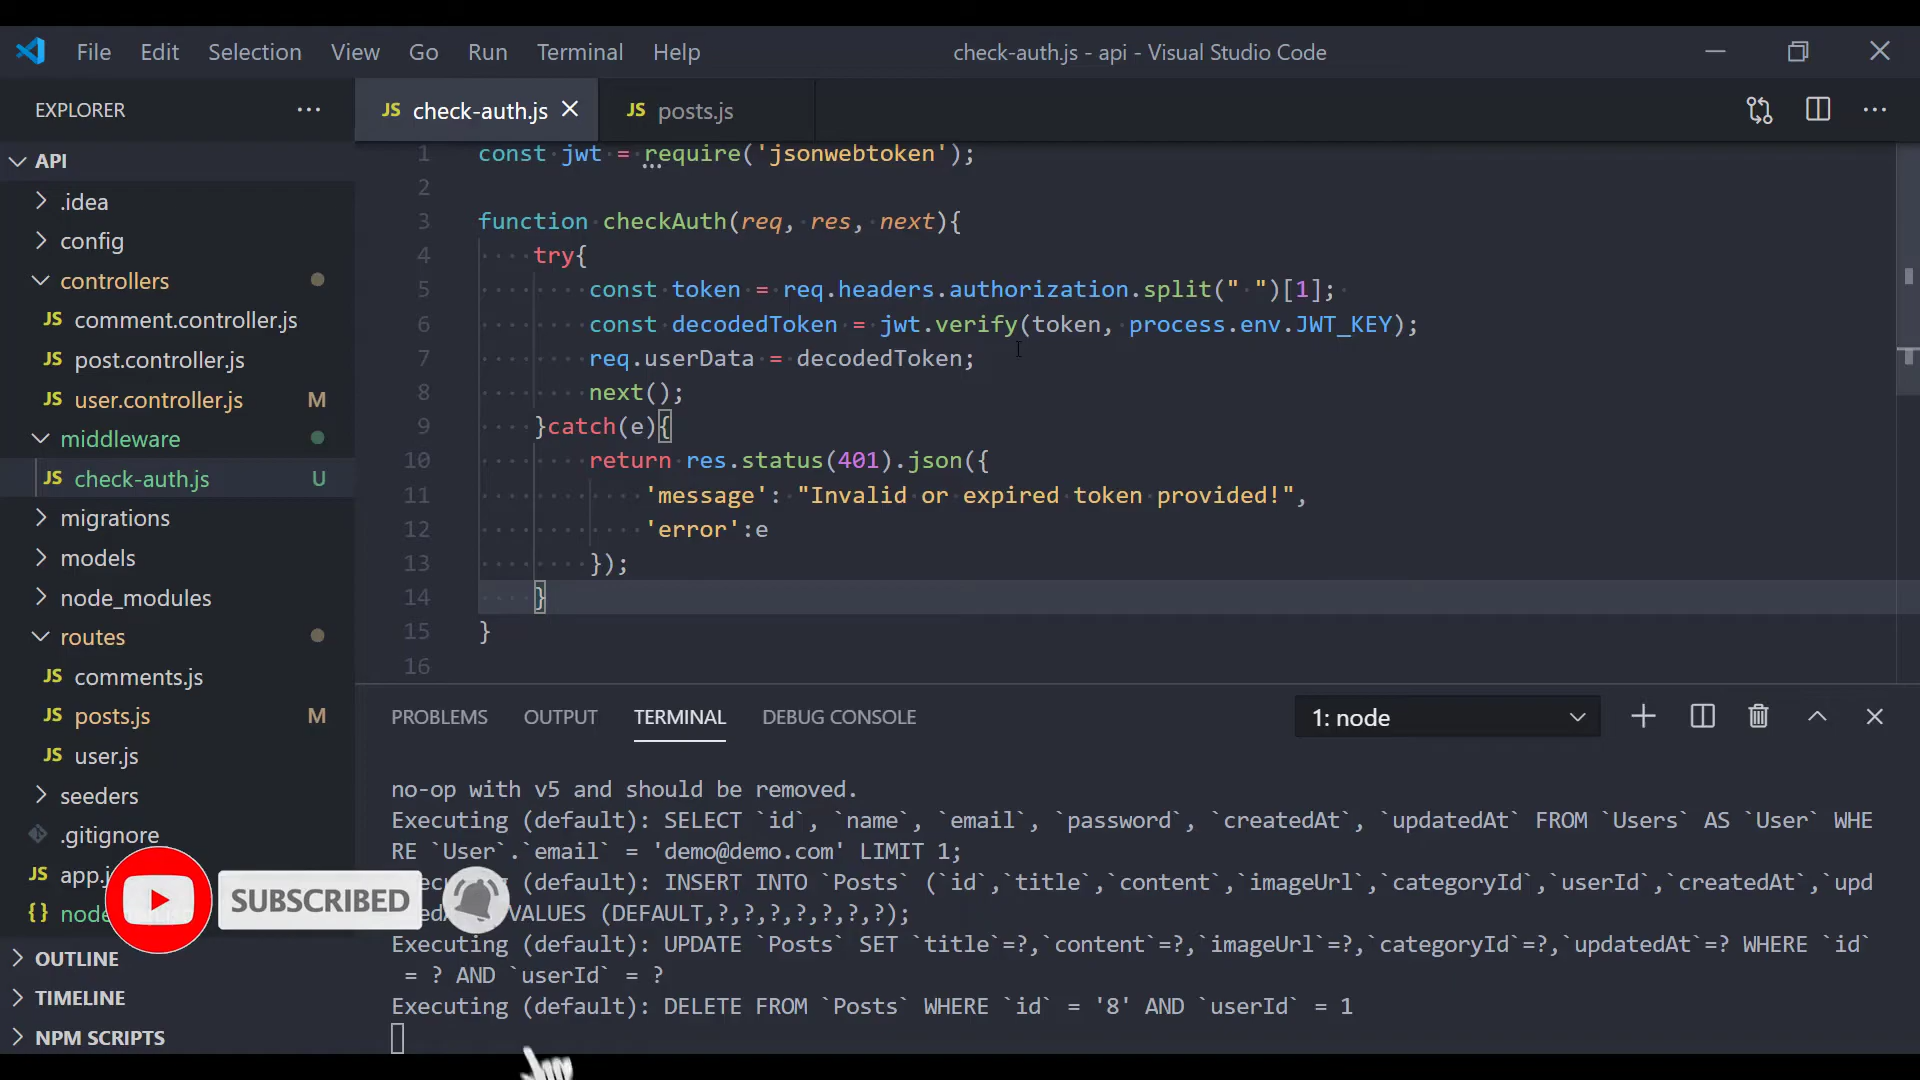 File Edit Selection View Go Run Terminal Help
check-auth.js - api - Visual Studio Code
EXPLORER
API
.idea
config
controllers
JS comment.controller.js
JS post.controller.js
JS user.controller.js M
middleware
JS check-auth.js U
migrations
models
node_modules
routes
JS comments.js
JS posts.js M
JS user.js
seeders
.gitignore
JS app.j
{ }
OUTLINE
TIMELINE
NPM SCRIPTS
SUBSCRIBED
JS check-auth.js
JS posts.js
1 const jwt = require('jsonwebtoken');
2
3 function checkAuth(req, res, next){
4 try{
5 const token = req.headers.authorization.split(" ")[1];
6 const decodedToken = jwt.verify(token, process.env.JWT_KEY);
7 req.userData = decodedToken;
8 next();
9 }catch(e){
10 return res.status(401).json({
11 'message': "Invalid or expired token provided!",
12 'error':e
13 });
14 }
15 }
16
PROBLEMS OUTPUT TERMINAL DEBUG CONSOLE
1: node
no-op with v5 and should be removed.
Executing (default): SELECT `id`, `name`, `email`, `password`, `createdAt`, `updatedAt` FROM `Users` AS `User` WHE
RE `User`.`email` = 'demo@demo.com' LIMIT 1;
(default): INSERT INTO `Posts` (`id`,`title`,`content`,`imageUrl`,`categoryId`,`userId`,`createdAt`,`upd
VALUES (DEFAULT,?,?,?,?,?,?,?);
Executing (default): UPDATE `Posts` SET `title`=?,`content`=?,`imageUrl`=?,`categoryId`=?,`updatedAt`=? WHERE `id`
= ? AND `userId` = ?
Executing (default): DELETE FROM `Posts` WHERE `id` = '8' AND `userId` = 1